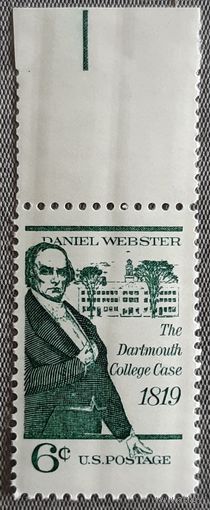 DANIEL WEBSTER
The
Dartmouth
College Case
1819
6¢ U.S. POSTAGE